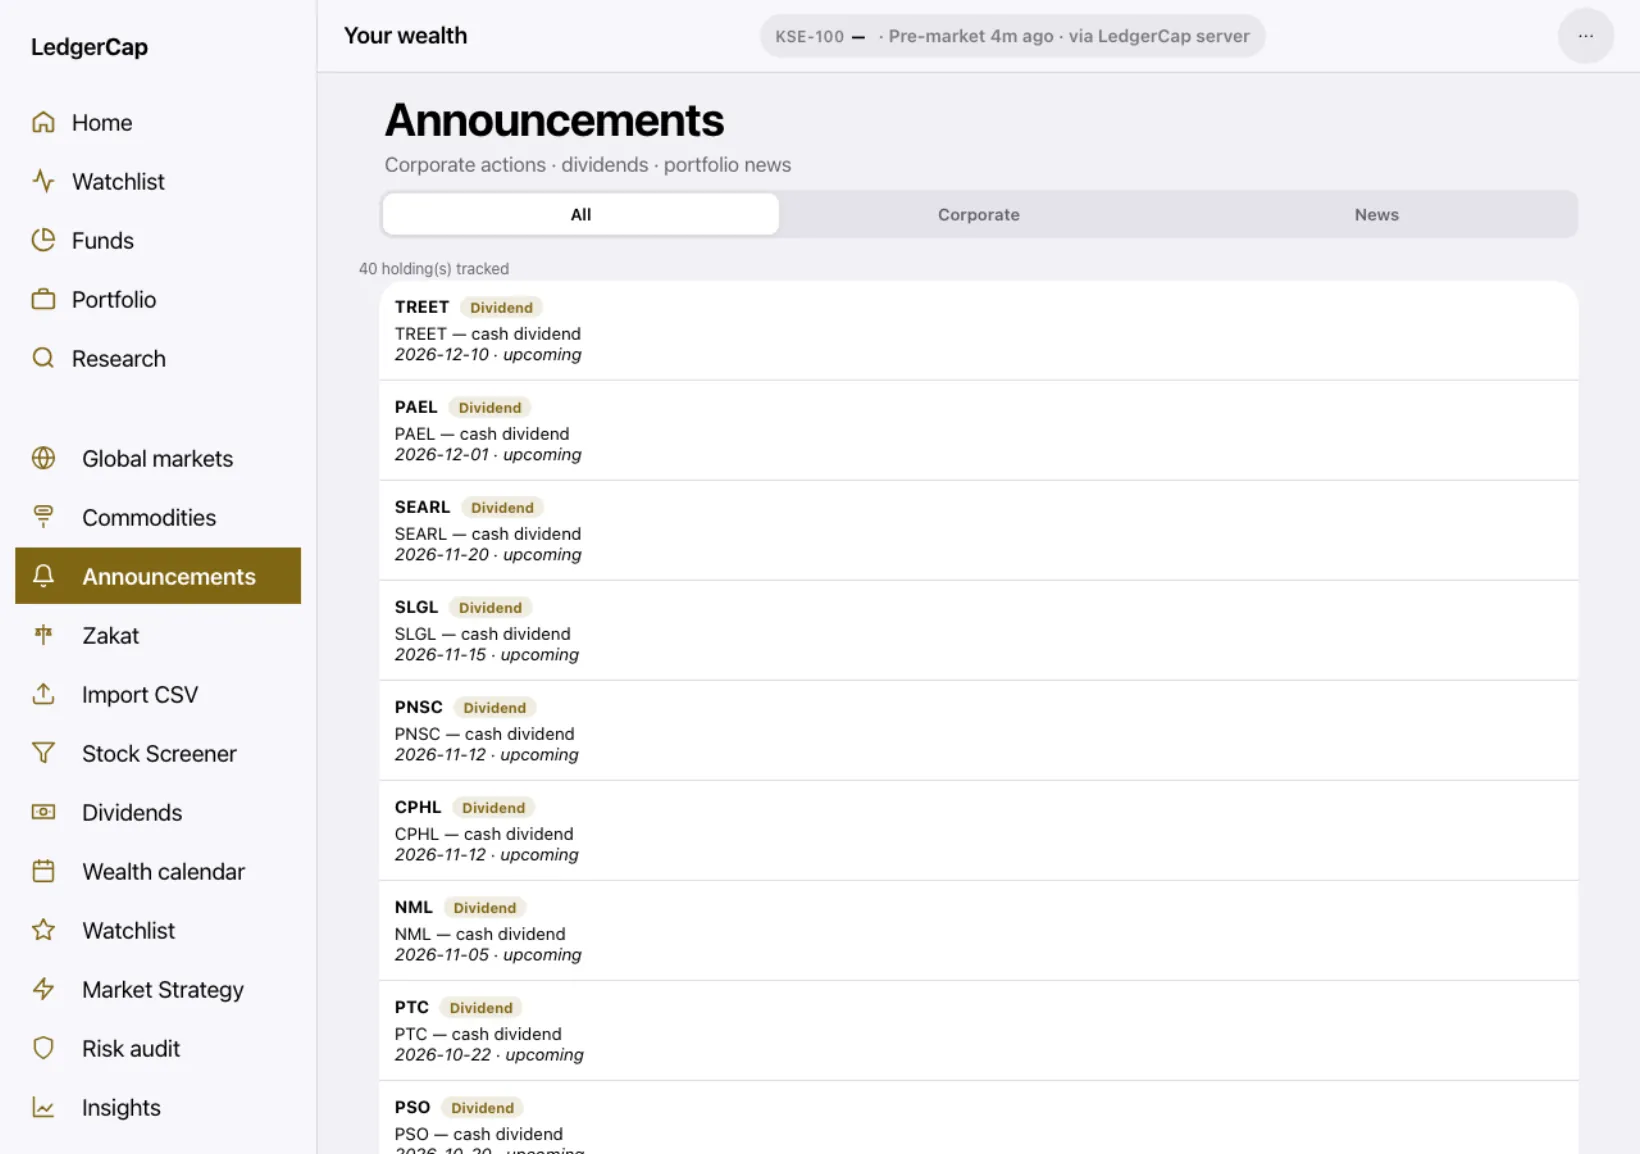 LedgerCap
Home
Watchlist
Funds
Portfolio
Research
Global markets
Commodities
Announcements
Zakat
Import CSV
Stock Screener
Dividends
Wealth calendar
Watchlist
Market Strategy
Risk audit
Insights
Your wealth
KSE-100 — · Pre-market 4m ago · via LedgerCap server
...
Announcements
Corporate actions · dividends · portfolio news
All
Corporate
News
40 holding(s) tracked
TREET Dividend
TREET — cash dividend
2026-12-10 · upcoming
PAEL Dividend
PAEL — cash dividend
2026-12-01 · upcoming
SEARL Dividend
SEARL — cash dividend
2026-11-20 · upcoming
SLGL Dividend
SLGL — cash dividend
2026-11-15 · upcoming
PNSC Dividend
PNSC — cash dividend
2026-11-12 · upcoming
CPHL Dividend
CPHL — cash dividend
2026-11-12 · upcoming
NML Dividend
NML — cash dividend
2026-11-05 · upcoming
PTC Dividend
PTC — cash dividend
2026-10-22 · upcoming
PSO Dividend
PSO — cash dividend
2026-10-20 · upcoming